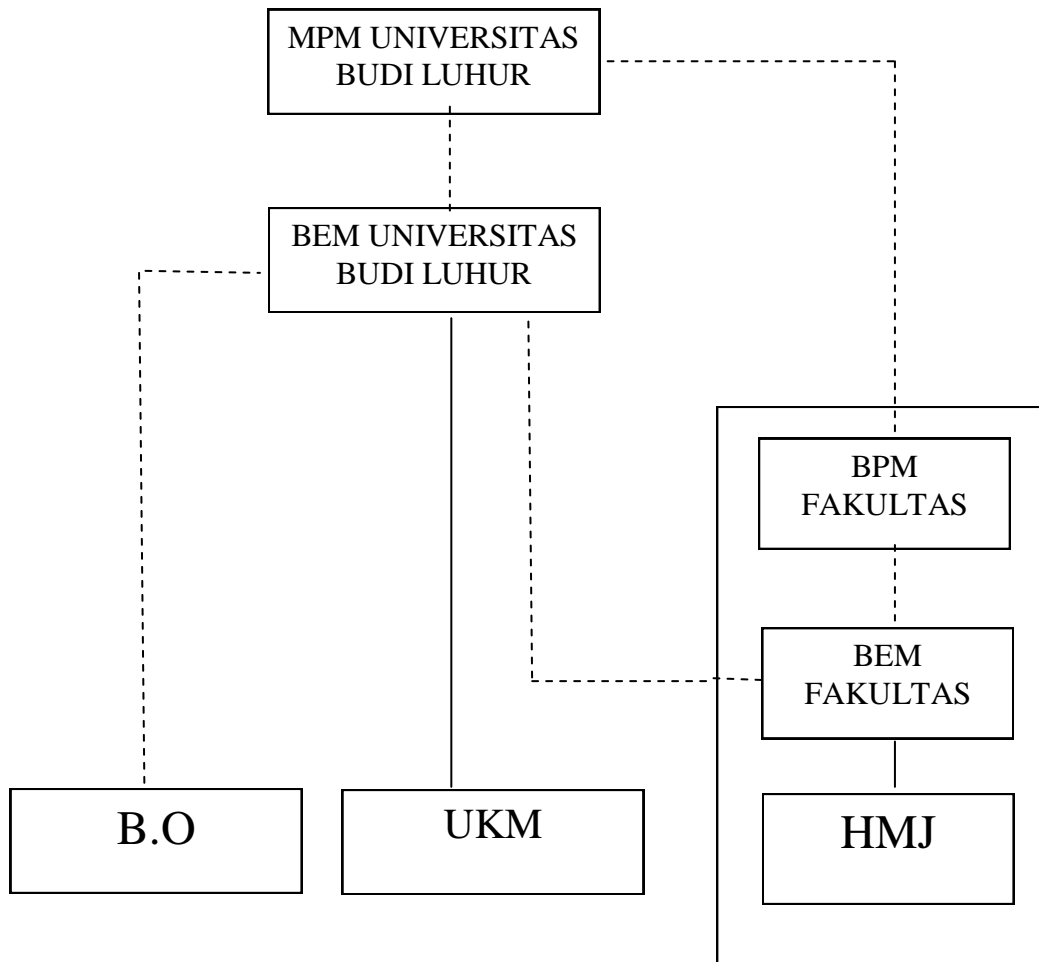 MPM UNIVERSITAS
BUDI LUHUR
BEM UNIVERSITAS
BUDI LUHUR
BPM
FAKULTAS
BEM
FAKULTAS
B.O
UKM
HMJ